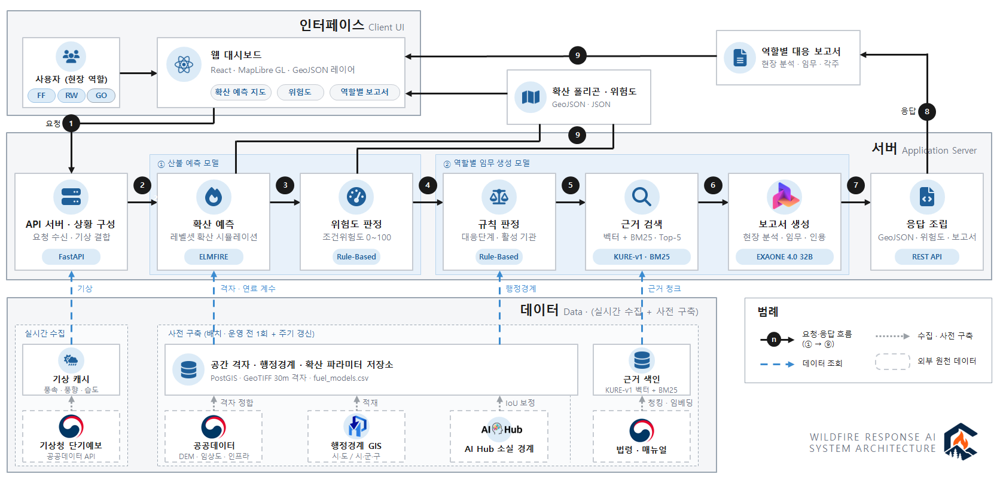 인터페이스 Client UI
사용자 (현장 역할)
FF RW GO
웹 대시보드
React · MapLibre GL · GeoJSON 레이어
확산 예측 지도 위험도 역할별 보고서
9
역할별 대응 보고서
현장 분석 · 임무 · 각주
확산 폴리곤 · 위험도
GeoJSON · JSON
요청 1
9
응답 8
서버 Application Server
① 산불 예측 모델
② 역할별 임무 생성 모델
2
3
4
5
6
7
API 서버 · 상황 구성
요청 수신 · 기상 결합
FastAPI
확산 예측
레벨셋 확산 시뮬레이션
ELMFIRE
위험도 판정
조건위험도 0~100
Rule-Based
규칙 판정
대응단계 · 활성 기관
Rule-Based
근거 검색
벡터 + BM25 · Top-5
KURE-v1 · BM25
보고서 생성
현장 분석 · 임무 · 인용
EXAONE 4.0 32B
응답 조립
GeoJSON · 위험도 · 보고서
REST API
기상
격자 · 연료 계수
행정경계
근거 청크
데이터 Data · (실시간 수집 + 사전 구축)
실시간 수집
사전 구축 (배치 · 운영 전 1회 + 주기 갱신)
기상 캐시
풍속 · 풍향 · 습도
공간 격자 · 행정경계 · 확산 파라미터 저장소
PostGIS · GeoTIFF 30m 격자 · fuel_models.csv
근거 색인
KURE-v1 벡터 + BM25
격자 정합
적재
IoU 보정
청킹 · 임베딩
기상청 단기예보
공공데이터 API
공공데이터
DEM · 임상도 · 인프라
행정경계 GIS
시·도 / 시·군·구
AI Hub
AI Hub 소실 경계
법령 · 매뉴얼
범례
n 요청·응답 흐름
(① → ⑨)
수집 · 사전 구축
데이터 조회
외부 원천 데이터
WILDFIRE RESPONSE AI
SYSTEM ARCHITECTURE